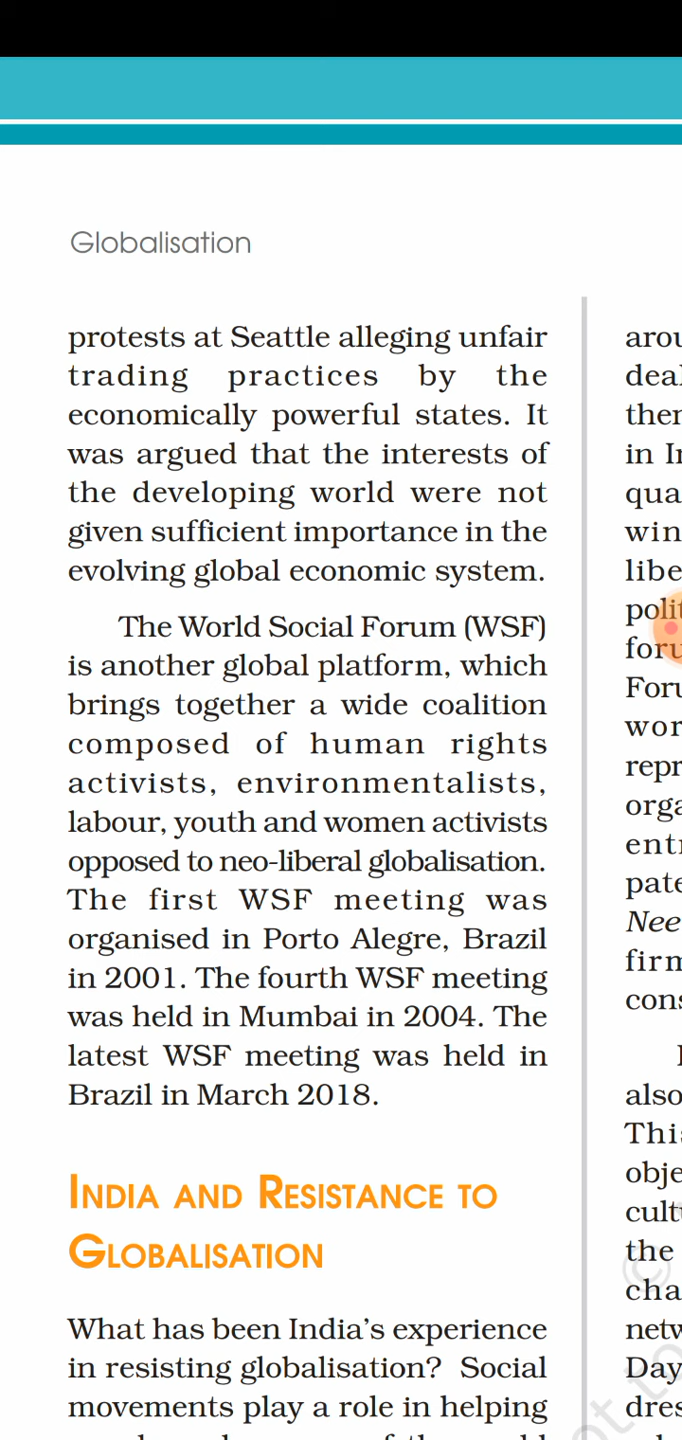 Globalisation
protests at Seattle alleging unfair
trading practices by the
economically powerful states. It
was argued that the interests of
the developing world were not
given sufficient importance in the
evolving global economic system.
The World Social Forum (WSF)
is another global platform, which
brings together a wide coalition
composed of human rights
activists, environmentalists,
labour, youth and women activists
opposed to neo-liberal globalisation.
The first WSF meeting was
organised in Porto Alegre, Brazil
in 2001. The fourth WSF meeting
was held in Mumbai in 2004. The
latest WSF meeting was held in
Brazil in March 2018.
INDIA AND RESISTANCE TO
GLOBALISATION
What has been India's experience
in resisting globalisation? Social
movements play a role in helping
in
win
also
the